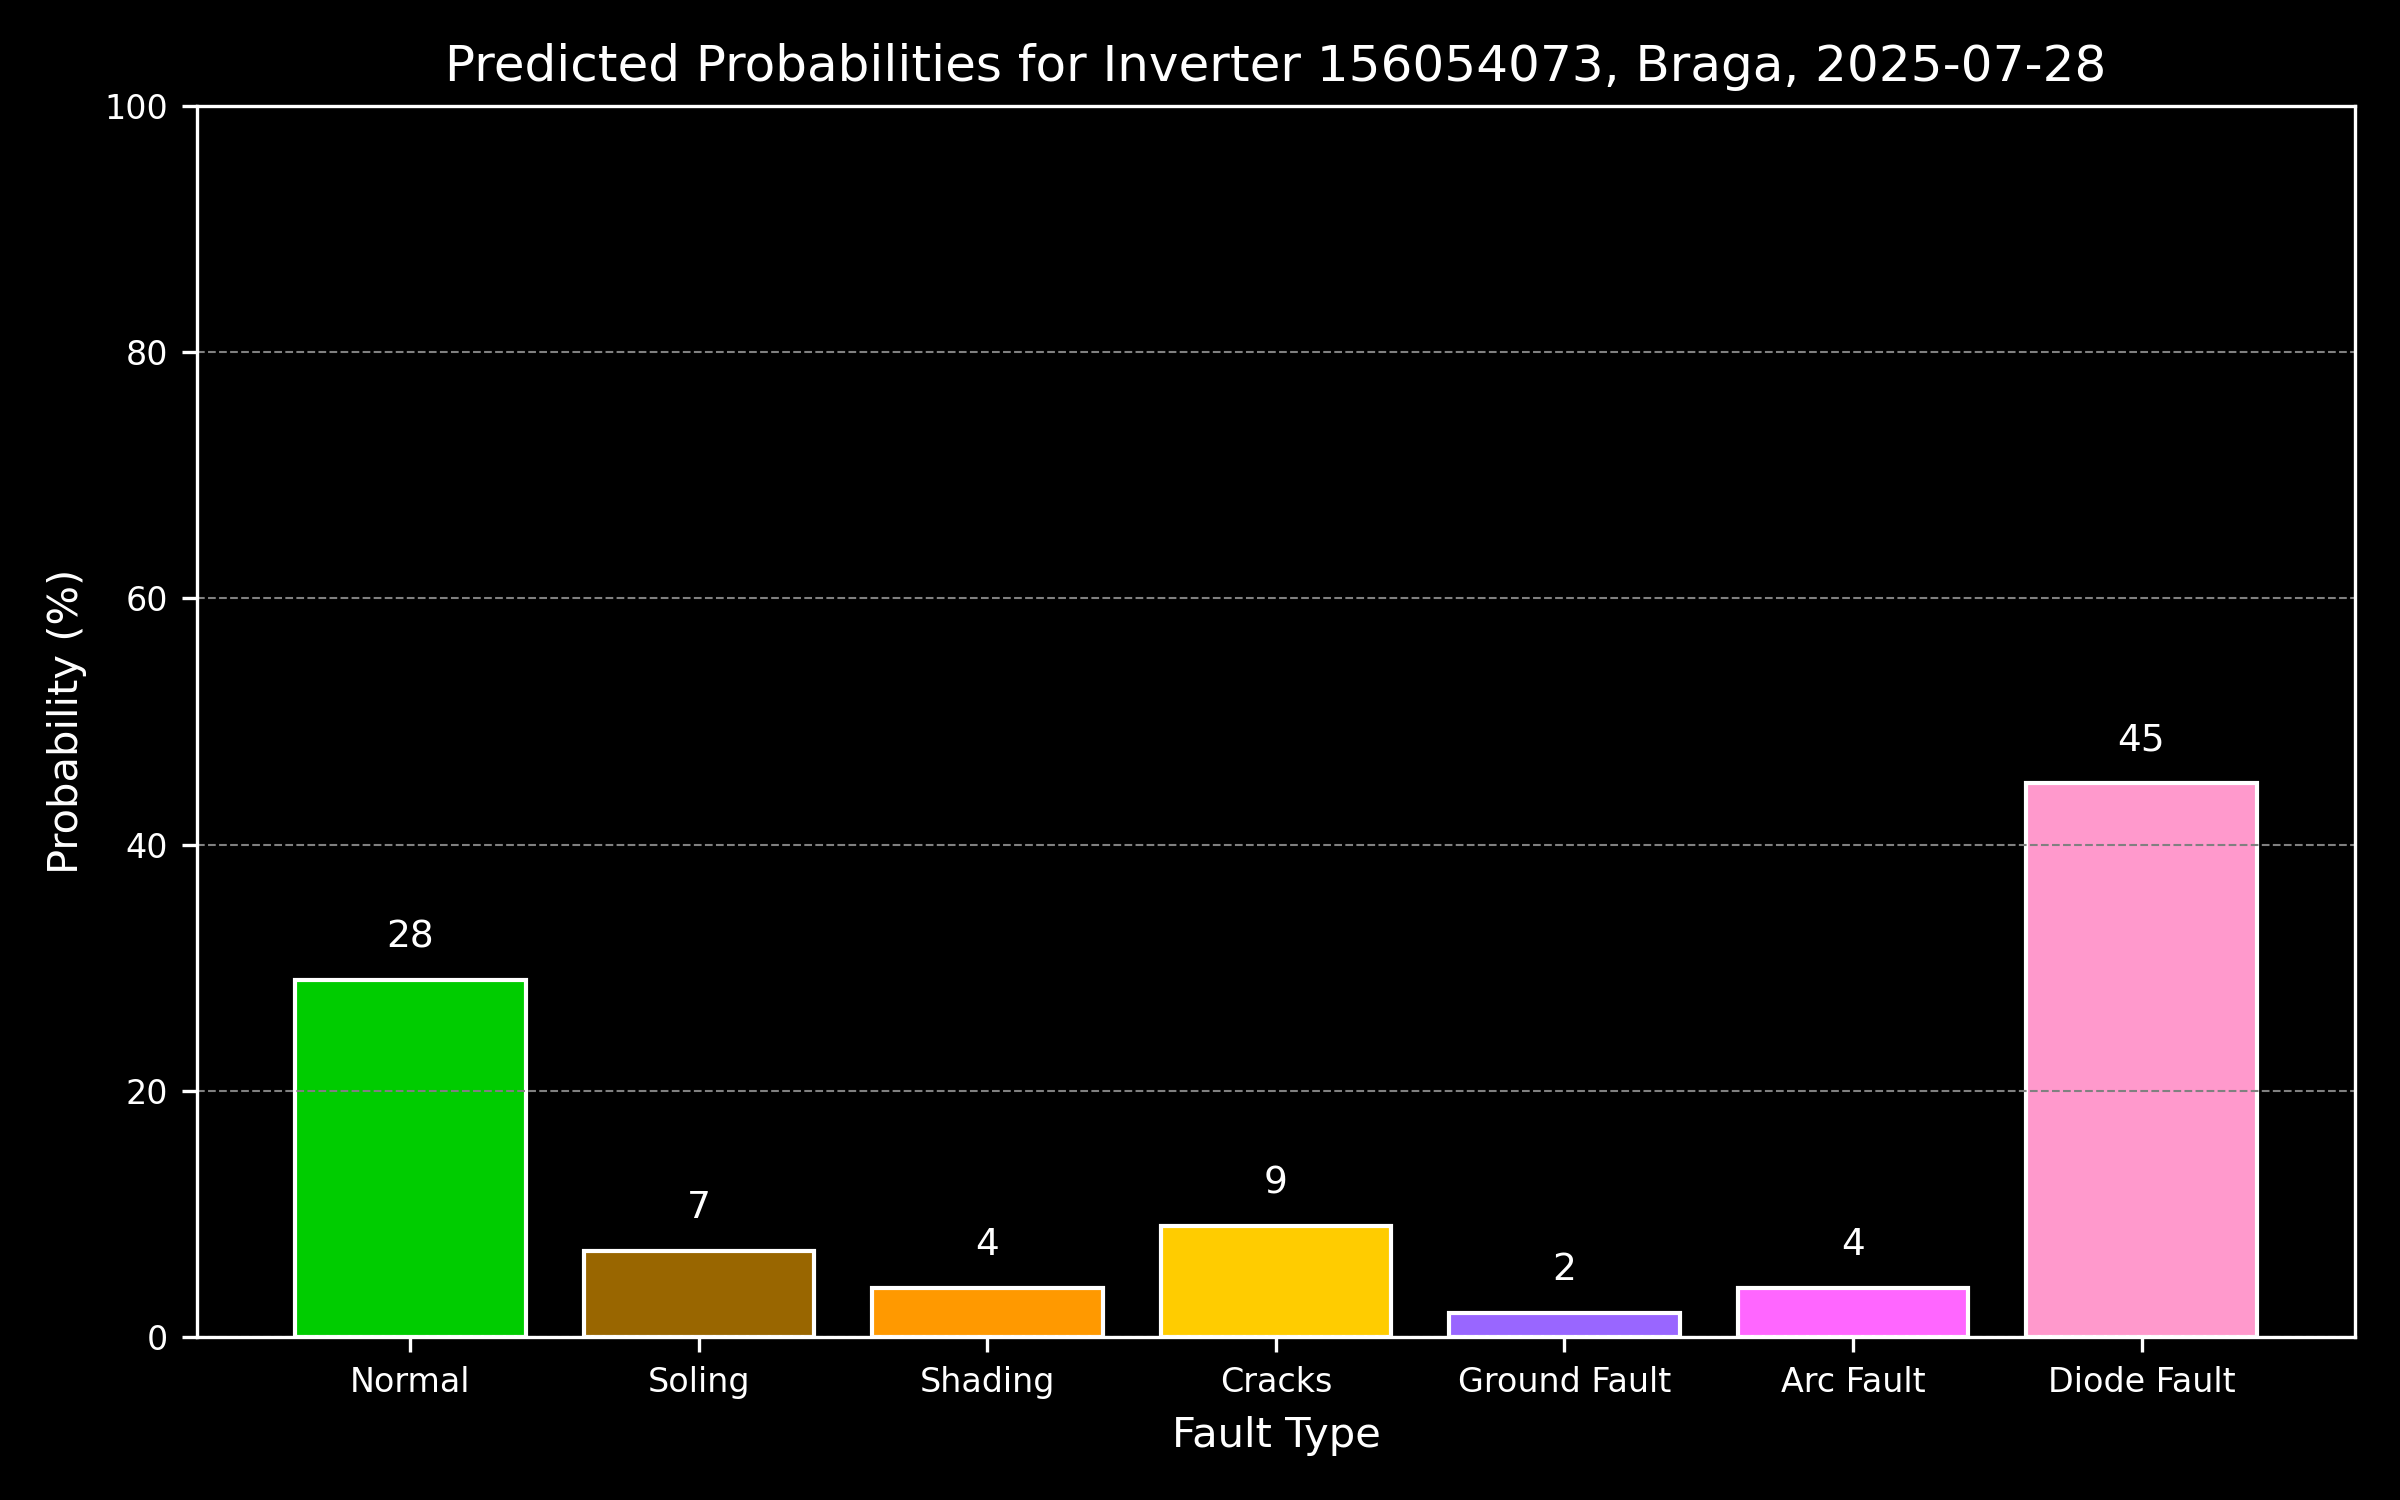 Predicted Probabilities for Inverter 156054073, Braga, 2025-07-28
100
80
60
40
20
0
Probability (%)
28
7
4
9
2
4
45
Normal
Soling
Shading
Cracks
Ground Fault
Arc Fault
Diode Fault
Fault Type